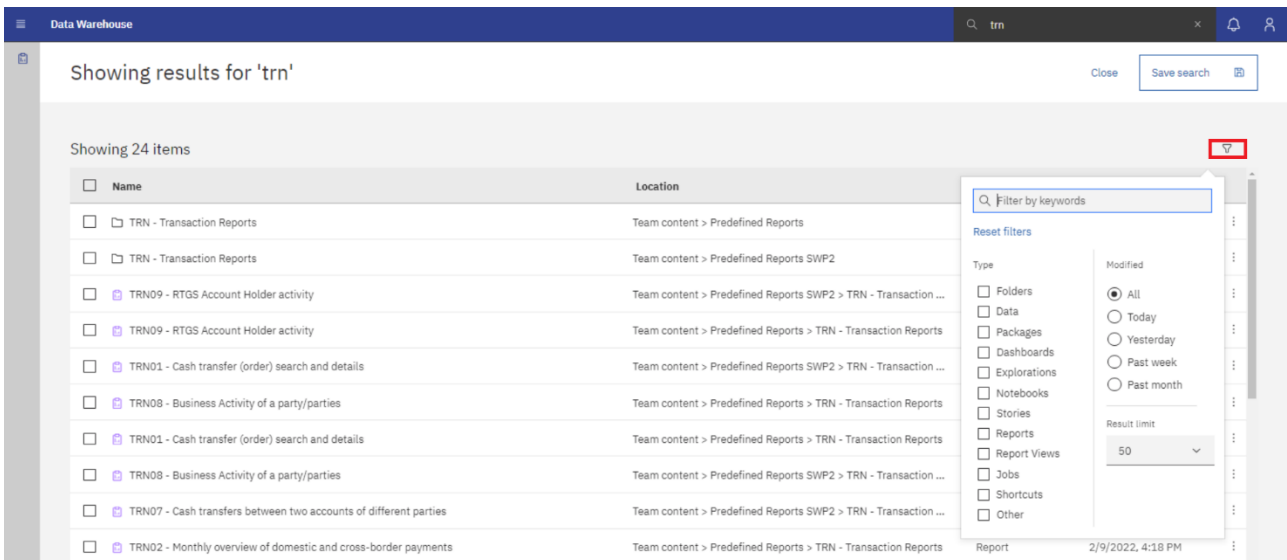 Data Warehouse
trn
Showing results for 'trn'
Close
Save search
Showing 24 items
Name
Location
TRN - Transaction Reports
Team content > Predefined Reports
TRN - Transaction Reports
Team content > Predefined Reports SWP2
TRN09 - RTGS Account Holder activity
Team content > Predefined Reports SWP2 > TRN - Transaction ...
TRN09 - RTGS Account Holder activity
Team content > Predefined Reports > TRN - Transaction Reports
TRN01 - Cash transfer (order) search and details
Team content > Predefined Reports SWP2 > TRN - Transaction ...
TRN08 - Business Activity of a party/parties
Team content > Predefined Reports > TRN - Transaction Reports
TRN01 - Cash transfer (order) search and details
Team content > Predefined Reports > TRN - Transaction Reports
TRN08 - Business Activity of a party/parties
Team content > Predefined Reports SWP2 > TRN - Transaction ...
TRN07 - Cash transfers between two accounts of different parties
Team content > Predefined Reports SWP2 > TRN - Transaction ...
TRN02 - Monthly overview of domestic and cross-border payments
Team content > Predefined Reports > TRN - Transaction Reports
Report
2/9/2022, 4:18 PM
Filter by keywords
Reset filters
Type
Folders
Data
Packages
Dashboards
Explorations
Notebooks
Stories
Reports
Report Views
Jobs
Shortcuts
Other
Modified
All
Today
Yesterday
Past week
Past month
Result limit
50